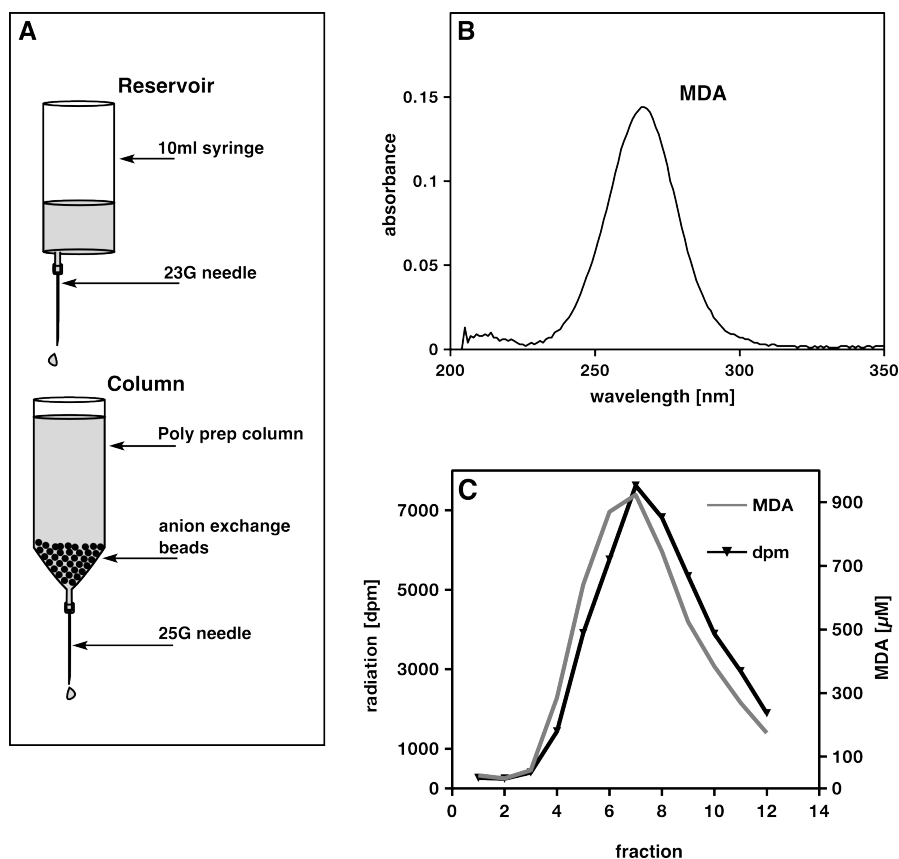 A
Reservoir
10ml syringe
23G needle
Column
Poly prep column
anion exchange
beads
25G needle
B
MDA
absorbance
0.15
0.1
0.05
0
200
250
300
350
wavelength [nm]
C
MDA
dpm
radiation [dpm]
7000
5000
3000
1000
0
MDA [µM]
900
700
500
300
100
0
0
2
4
6
8
10
12
14
fraction